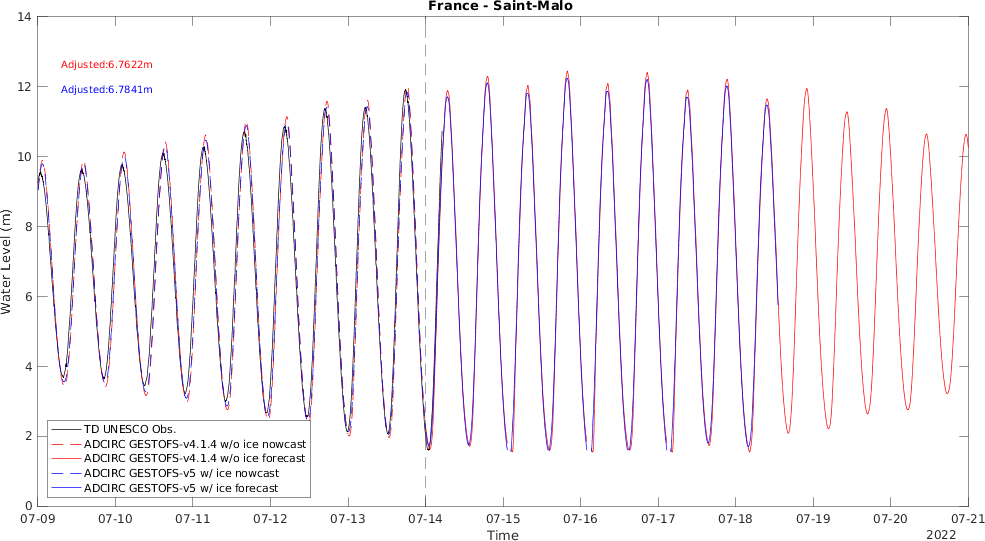 France - Saint-Malo
14
12
10
8
6
4
2
0
Water Level (m)
Adjusted:6.7622m
Adjusted:6.7841m
TD UNESCO Obs.
ADCIRC GESTOFS-v4.1.4 w/o ice nowcast
ADCIRC GESTOFS-v4.1.4 w/o ice forecast
ADCIRC GESTOFS-v5 w/ ice nowcast
ADCIRC GESTOFS-v5 w/ ice forecast
07-09 07-10 07-11 07-12 07-13 07-14 07-15 07-16 07-17 07-18 07-19 07-20 07-21
Time
2022